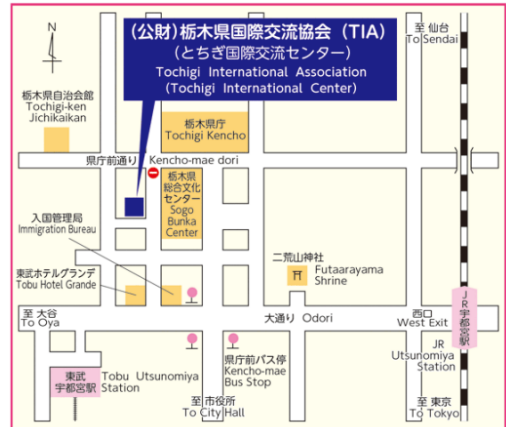 (公財)栃木県国際交流協会(TIA)
(とちぎ国際交流センター)
Tochigi International Association
(Tochigi International Center)
N
至 仙台
To Sendai
栃木県自治会館
Tochigi-ken
Jichikaikan
栃木県庁
Tochigi Kencho
県庁前通り Kencho-mae dori
栃木県
総合文化
センター
Sogo
Bunka
Center
入国管理局
Immigration Bureau
東武ホテルグランデ
Tobu Hotel Grande
二荒山神社
Futaarayama
Shrine
至 大谷
To Oya
大通り Odori
西口
West Exit
JR宇都宮駅
JR
Utsunomiya
Station
東武
宇都宮駅
Tobu Utsunomiya
Station
県庁前バス停
Kencho-mae
Bus Stop
至 市役所
To City Hall
至 東京
To Tokyo